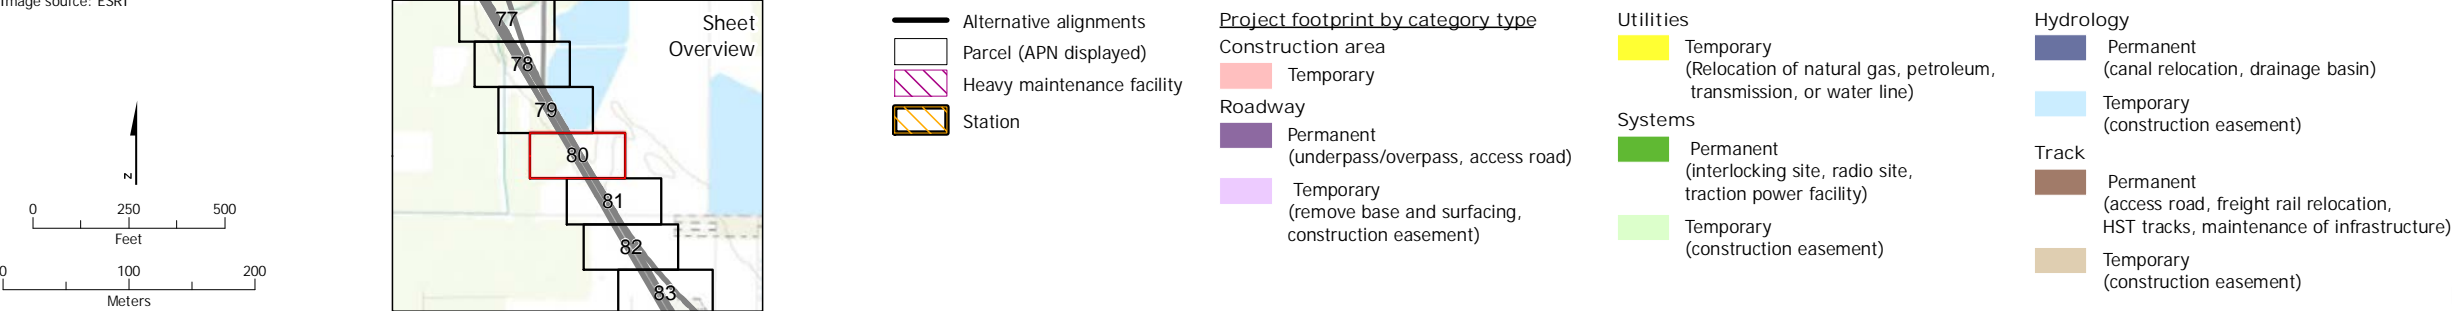 Image source: ESRI
N
0 250 500
Feet
0 100 200
Meters
Sheet
Overview
77
78
79
80
81
82
83
Alternative alignments
Parcel (APN displayed)
Heavy maintenance facility
Station
Project footprint by category type
Construction area
Temporary
Roadway
Permanent
(underpass/overpass, access road)
Temporary
(remove base and surfacing,
construction easement)
Utilities
Temporary
(Relocation of natural gas, petroleum,
transmission, or water line)
Systems
Permanent
(interlocking site, radio site,
traction power facility)
Temporary
(construction easement)
Hydrology
Permanent
(canal relocation, drainage basin)
Temporary
(construction easement)
Track
Permanent
(access road, freight rail relocation,
HST tracks, maintenance of infrastructure)
Temporary
(construction easement)